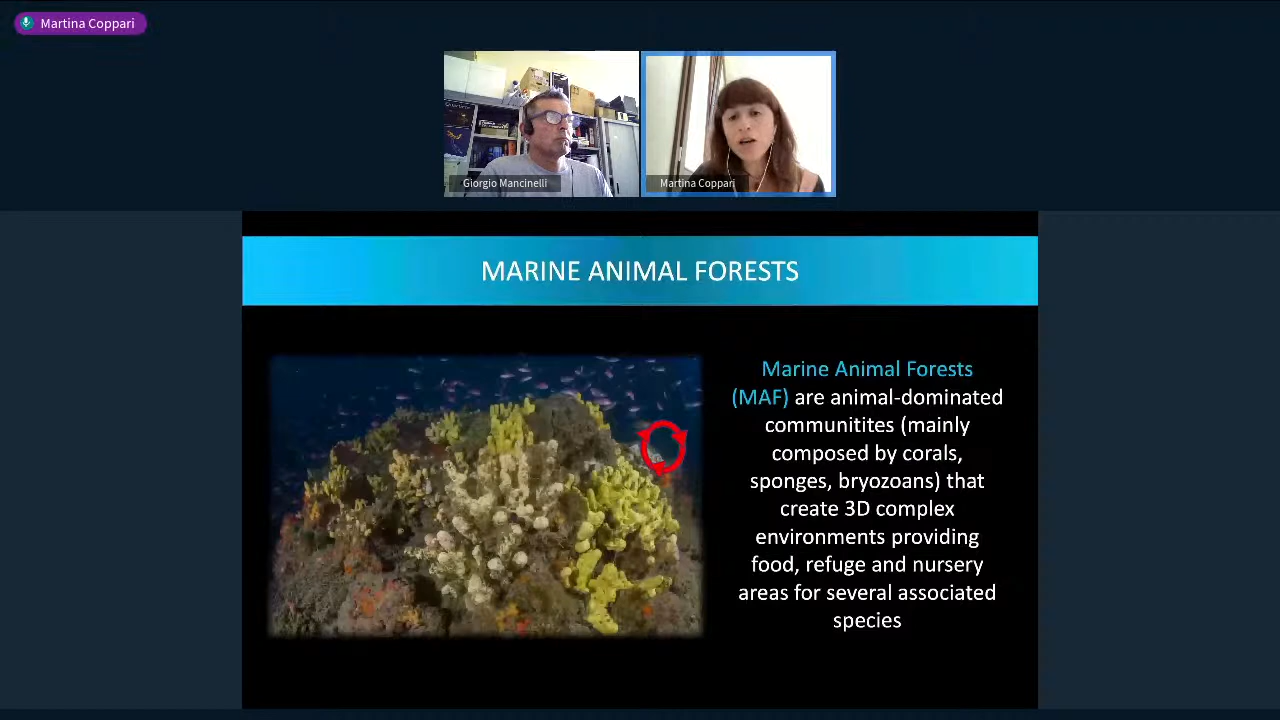 Martina Coppari
Giorgio Mancinelli
Martina Coppari
MARINE ANIMAL FORESTS
Marine Animal Forests
(MAF) are animal-dominated
communitites (mainly
composed by corals,
sponges, bryozoans) that
create 3D complex
environments providing
food, refuge and nursery
areas for several associated
species